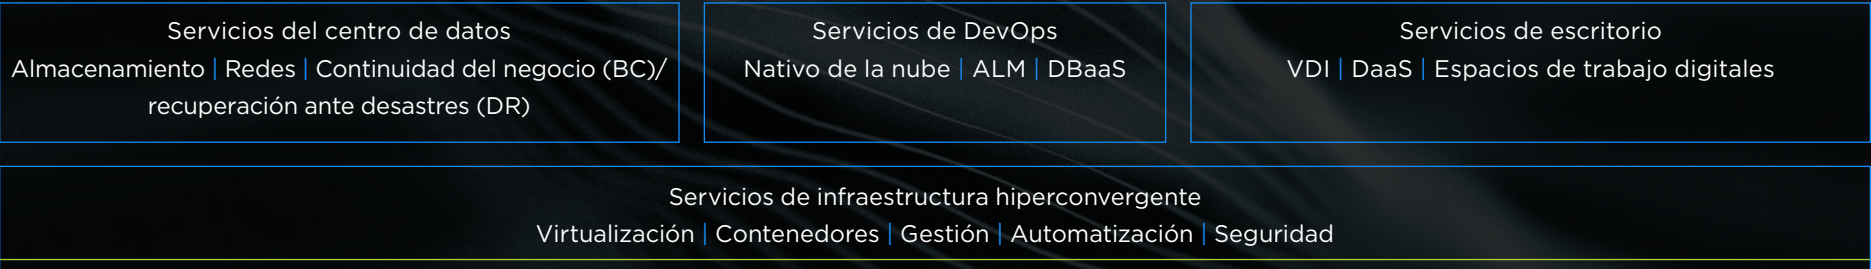 Servicios del centro de datos
Almacenamiento | Redes | Continuidad del negocio (BC)/
recuperación ante desastres (DR)
Servicios de DevOps
Nativo de la nube | ALM | DBaaS
Servicios de escritorio
VDI | DaaS | Espacios de trabajo digitales
Servicios de infraestructura hiperconvergente
Virtualización | Contenedores | Gestión | Automatización | Seguridad